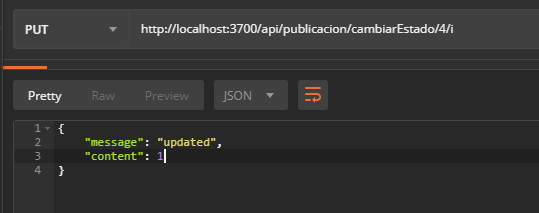 PUT http://localhost:3700/api/publicacion/cambiarEstado/4/i
Pretty Raw Preview JSON
1 {
2 "message": "updated",
3 "content": 1
4 }